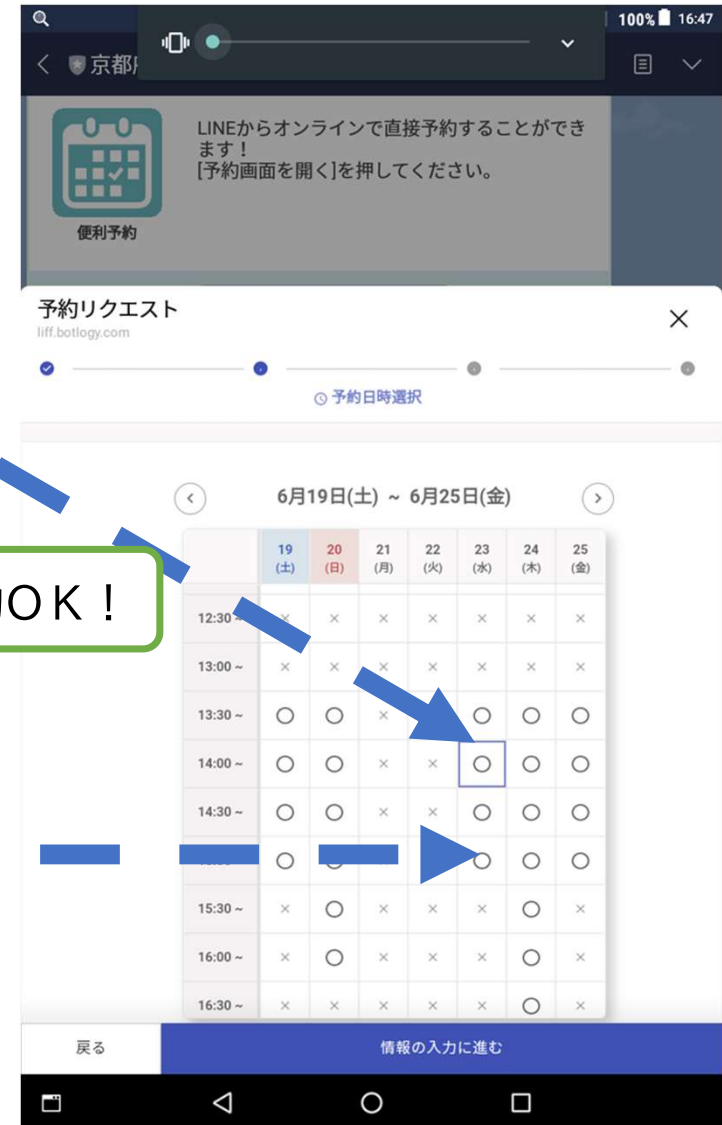 100% 16:47
京都府
LINEからオンラインで直接予約することができ
ます！
[予約画面を開く]を押してください。
便利予約
予約リクエスト
liff.botlogy.com
予約日時選択
6月19日(土) ~ 6月25日(金)
19 20 21 22 23 24 25
(土) (日) (月) (火) (水) (木) (金)
OK！
12:30 ~ × × × × × × ×
13:00 ~ × × × × × × ×
13:30 ~ ○ ○ × ○ ○ ○
14:00 ~ ○ ○ × × ○ ○ ○
14:30 ~ ○ ○ × × ○ ○ ○
○ ○ ○ ○ ○
15:30 ~ × ○ × × × ○ ×
16:00 ~ × ○ × × × ○ ×
16:30 ~ × × × × × ○ ×
戻る 情報の入力に進む